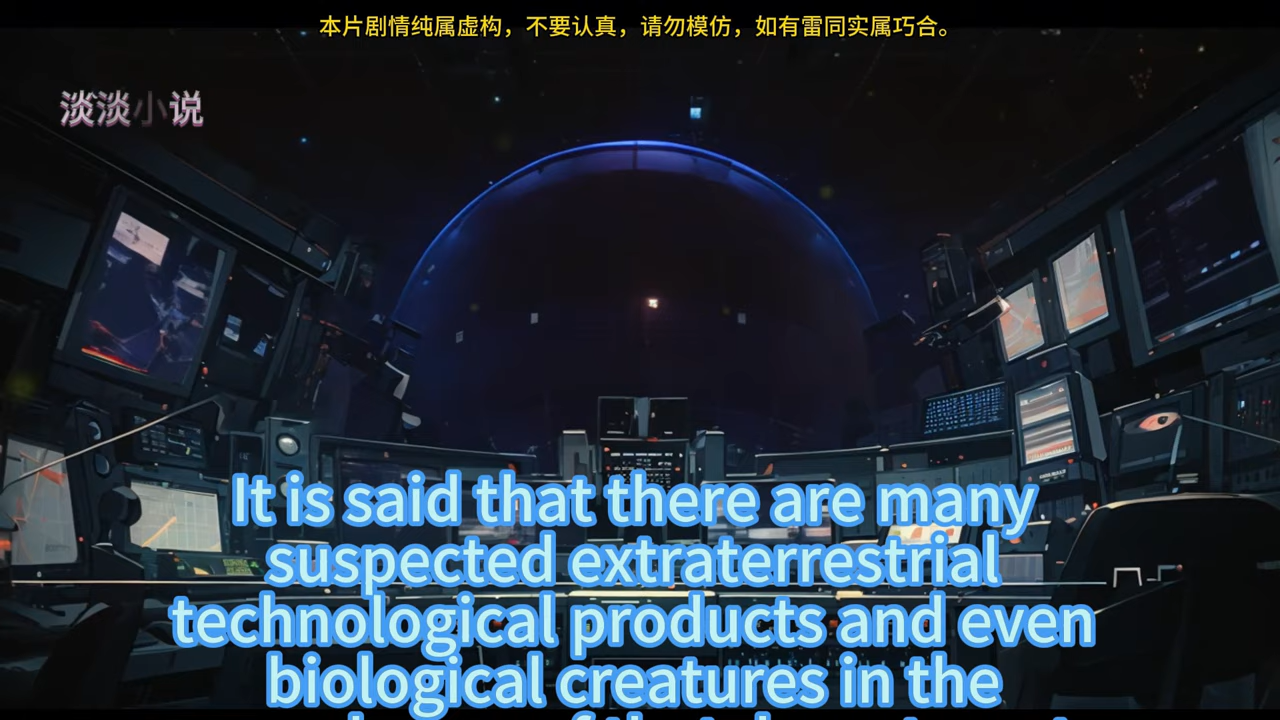 本片剧情纯属虚构，不要认真，请勿模仿，如有雷同实属巧合。
淡淡小说
It is said that there are many
suspected extraterrestrial
technological products and even
biological creatures in the